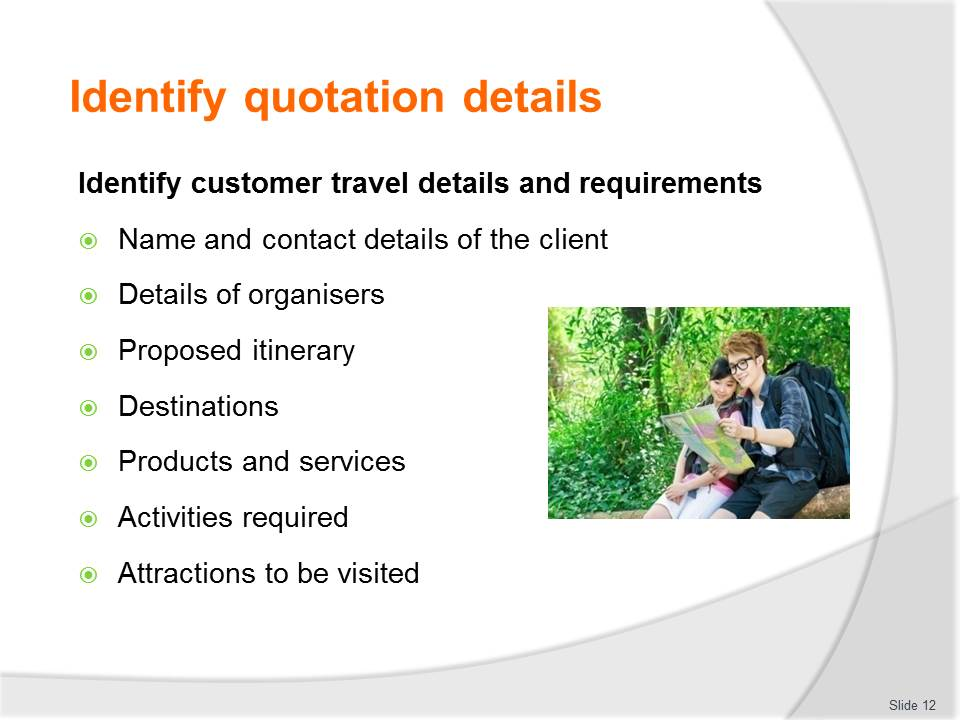 Identify quotation details
Identify customer travel details and requirements
Name and contact details of the client
Details of organisers
Proposed itinerary
Destinations
Products and services
Activities required
Attractions to be visited
Slide 12